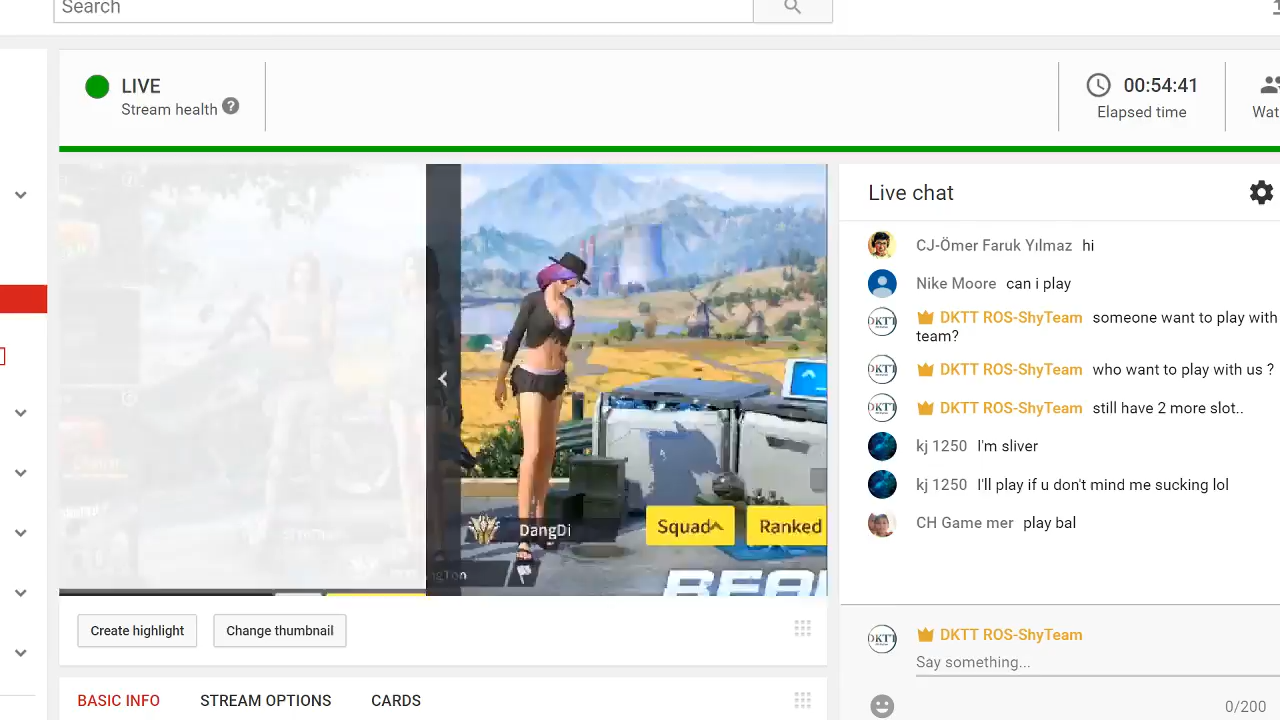 Search
LIVE
Stream health ?
00:54:41
Elapsed time
Wat
Live chat
CJ-Ömer Faruk Yılmaz hi
Nike Moore can i play
DKTT ROS-ShyTeam someone want to play with
team?
DKTT ROS-ShyTeam who want to play with us ?
DKTT ROS-ShyTeam still have 2 more slot..
kj 1250 I'm sliver
kj 1250 I'll play if u don't mind me sucking lol
CH Game mer play bal
DangDi
Squad
Ranked
Create highlight
Change thumbnail
DKTT ROS-ShyTeam
Say something...
0/200
BASIC INFO
STREAM OPTIONS
CARDS